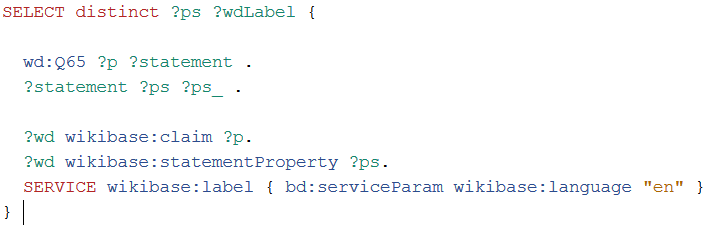 SELECT distinct ?ps ?wdLabel {
wd:Q65 ?p ?statement .
?statement ?ps ?ps_ .
?wd wikibase:claim ?p.
?wd wikibase:statementProperty ?ps.
SERVICE wikibase:label { bd:serviceParam wikibase:language "en" }
}